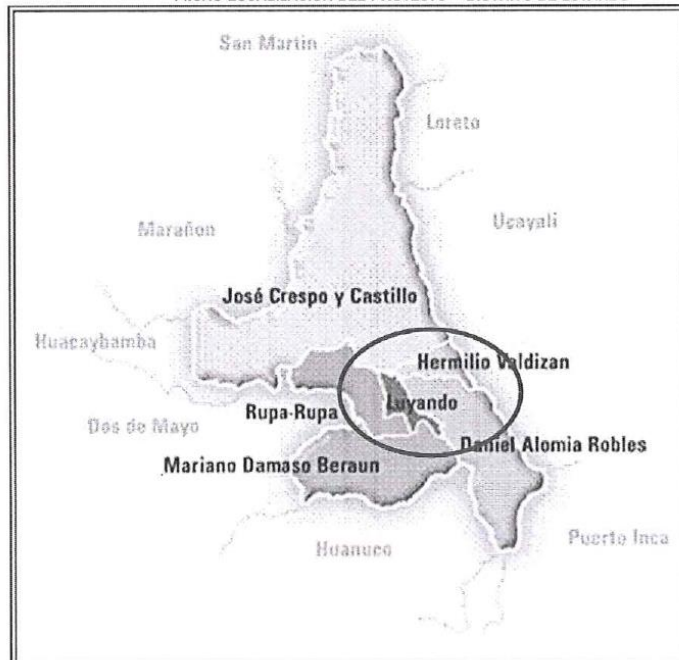 San Martin
Loreto
Ucayali
Marañon
José Crespo y Castillo
Huacaybamba
Hermilio Valdizan
Luyando
Rupa-Rupa
Dos de Mayo
Daniel Alomia Robles
Mariano Damaso Beraun
Puerto Inca
Huanuco